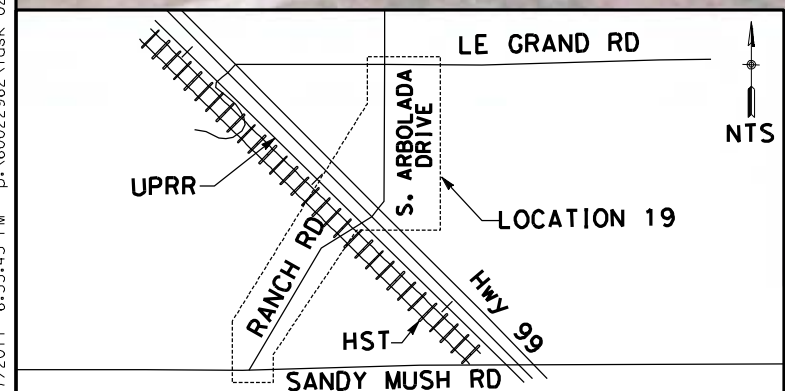 LE GRAND RD
S. ARBOLADA
DRIVE
NTS
UPRR
LOCATION 19
RANCH RD
Hwy 99
HST
SANDY MUSH RD